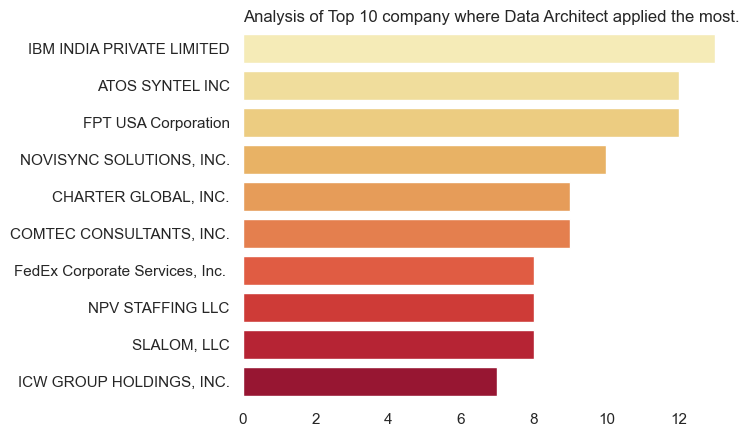 Analysis of Top 10 company where Data Architect applied the most.
IBM INDIA PRIVATE LIMITED
ATOS SYNTEL INC
FPT USA Corporation
NOVISYNC SOLUTIONS, INC.
CHARTER GLOBAL, INC.
COMTEC CONSULTANTS, INC.
FedEx Corporate Services, Inc.
NPV STAFFING LLC
SLALOM, LLC
ICW GROUP HOLDINGS, INC.
0 2 4 6 8 10 12